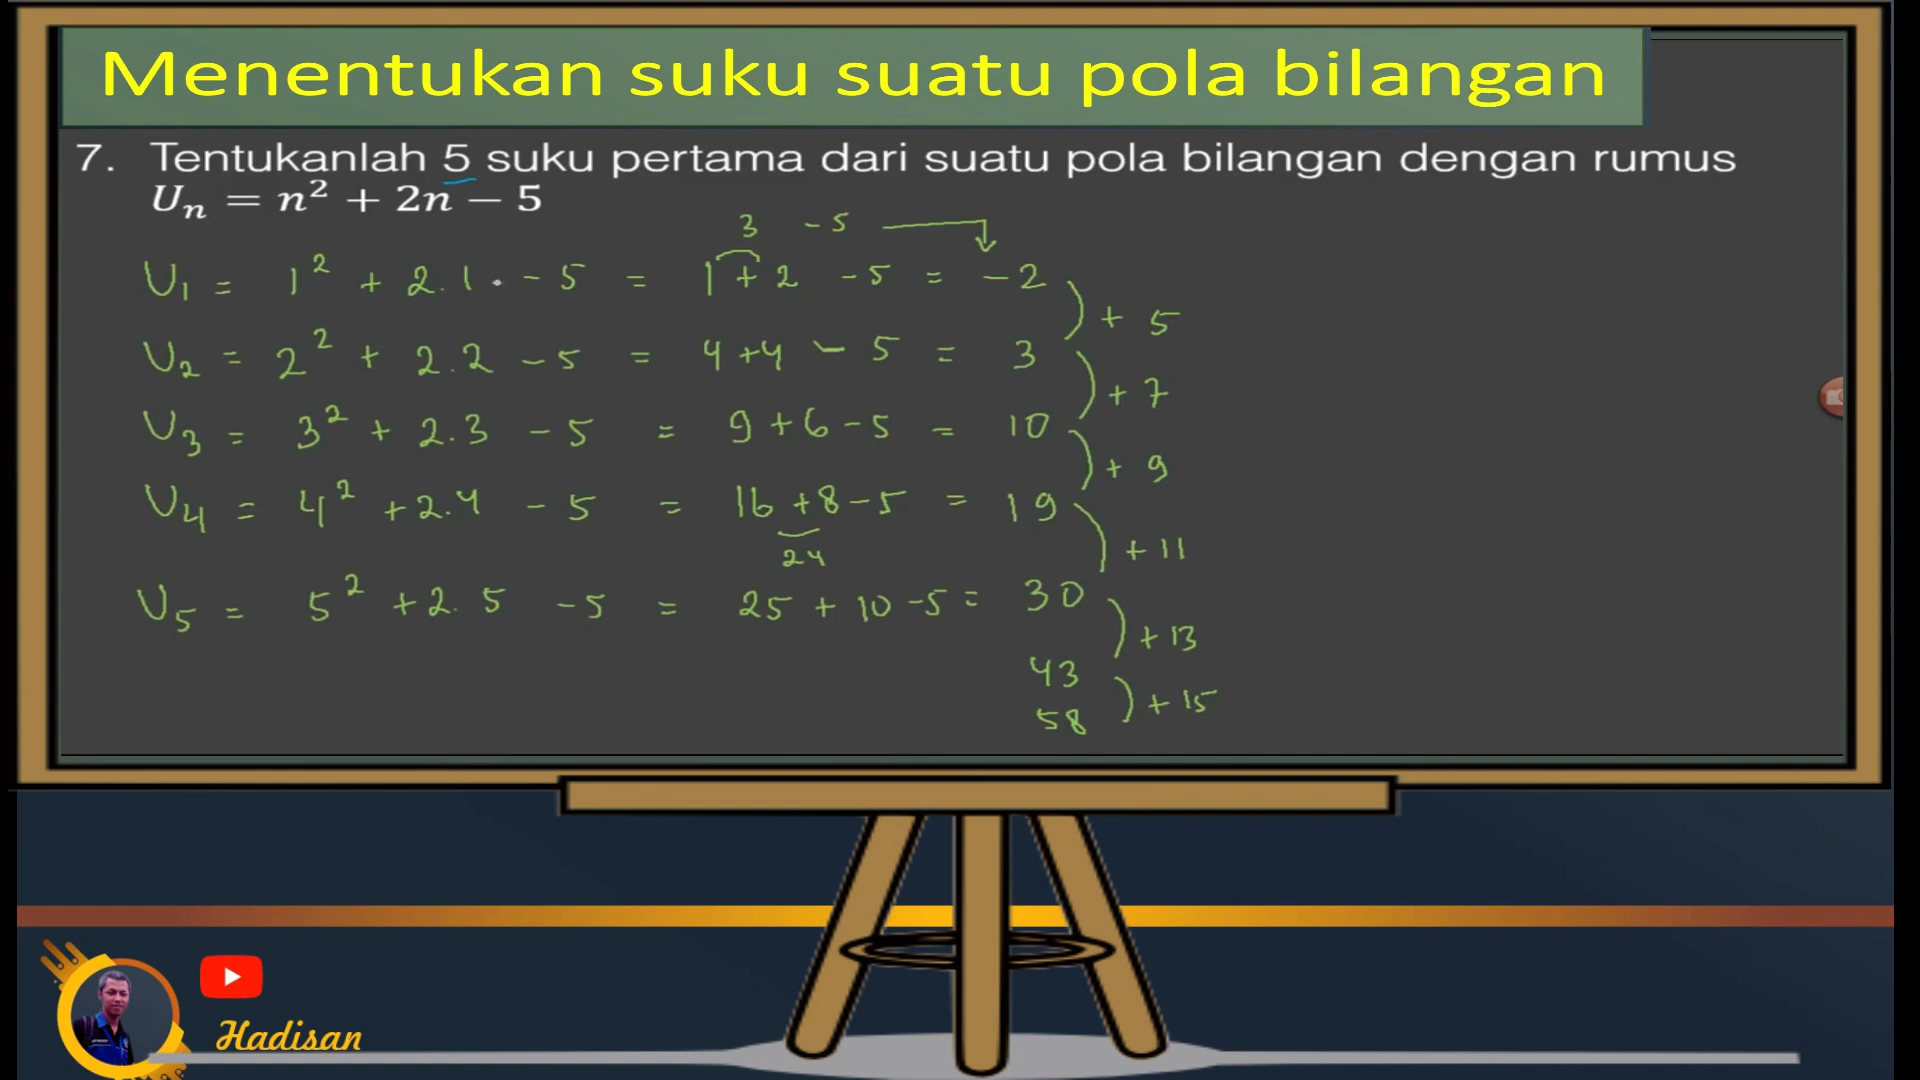 Menentukan suku suatu pola bilangan
7. Tentukanlah 5 suku pertama dari suatu pola bilangan dengan rumus
Uₙ = n² + 2n − 5
3 - 5
U₁ = 1² + 2.1 - 5 = 1 + 2 - 5 = -2
) + 5
U₂ = 2² + 2.2 - 5 = 4 + 4 - 5 = 3
) + 7
U₃ = 3² + 2.3 - 5 = 9 + 6 - 5 = 10
) + 9
U₄ = 4² + 2.4 - 5 = 16 + 8 - 5 = 19
24
) + 11
U₅ = 5² + 2.5 - 5 = 25 + 10 - 5 = 30
) + 13
43
) + 15
58
Hadisan